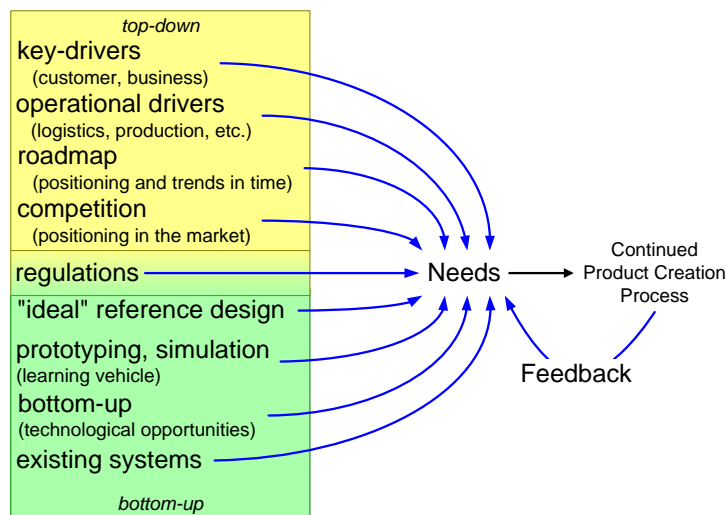 top-down
key-drivers
(customer, business)
operational drivers
(logistics, production, etc.)
roadmap
(positioning and trends in time)
competition
(positioning in the market)
regulations
"ideal" reference design
prototyping, simulation
(learning vehicle)
bottom-up
(technological opportunities)
existing systems
bottom-up
Needs
Continued
Product Creation
Process
Feedback